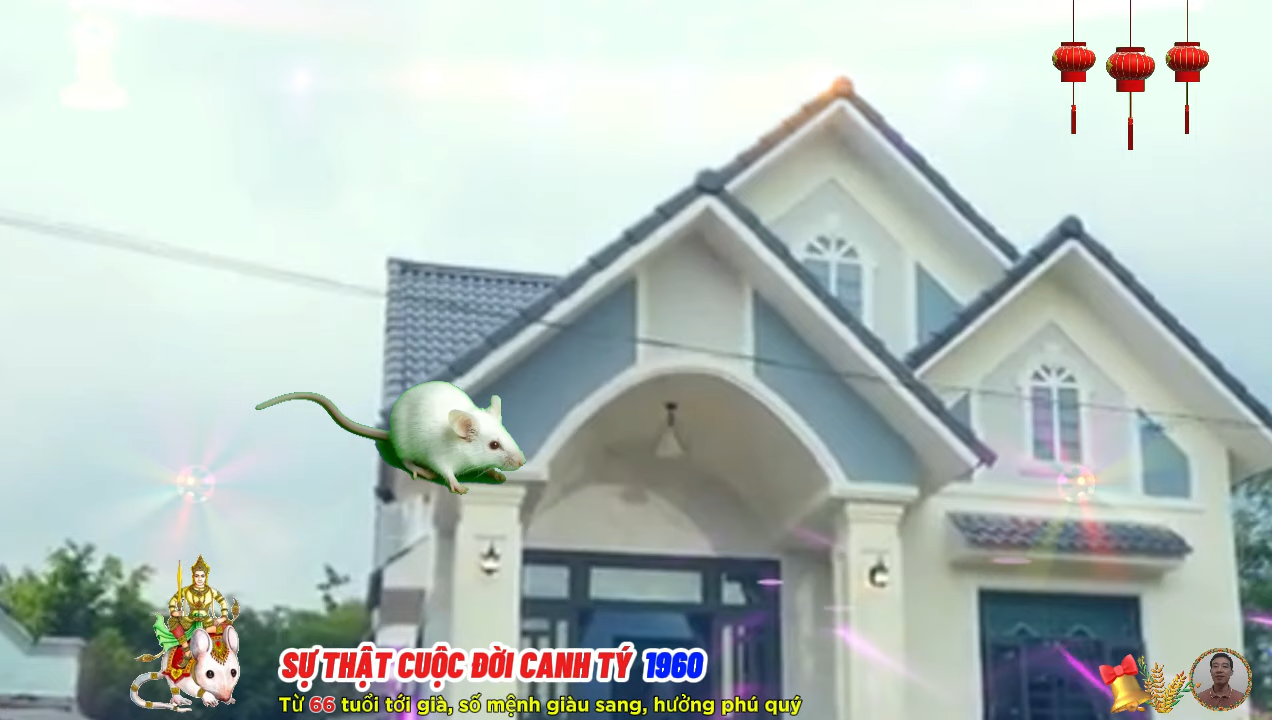 SỰ THẬT CUỘC ĐỜI CANH TÝ 1960
Từ 66 tuổi tới già, số mệnh giàu sang, hưởng phú quý